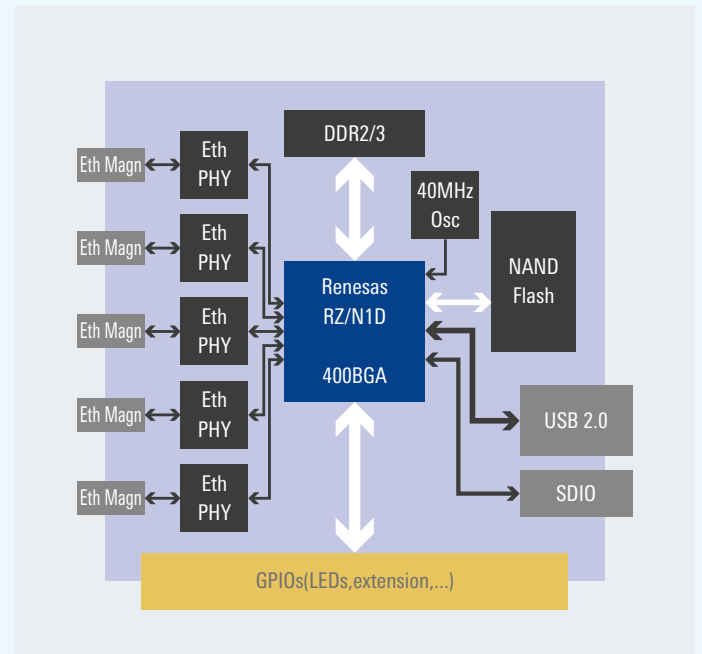 DDR2/3
Eth Magn
Eth
PHY
40MHz
Osc
NAND
Flash
Eth Magn
Eth
PHY
Renesas
RZ/N1D
400BGA
Eth Magn
Eth
PHY
Eth Magn
Eth
PHY
USB 2.0
Eth Magn
Eth
PHY
SDIO
GPIOs(LEDs,extension,...)